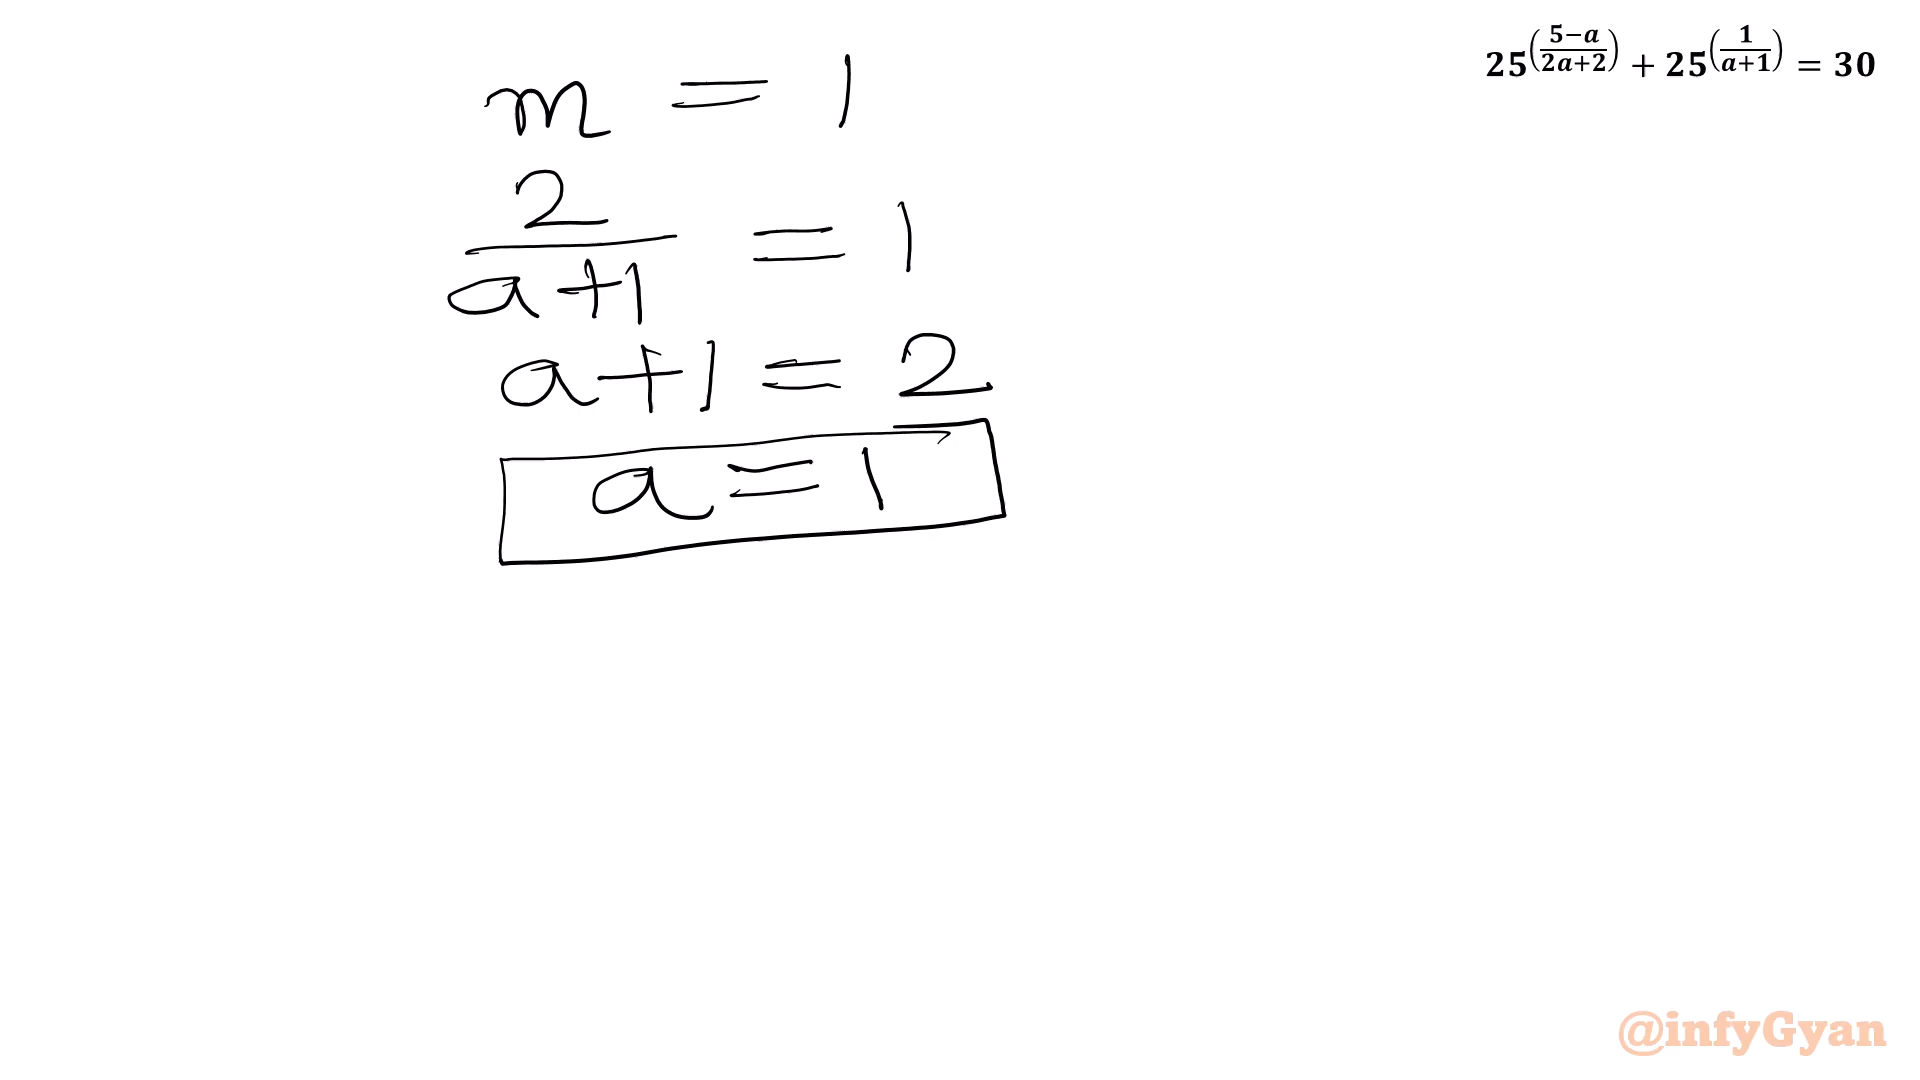 m = 1
2/(a+1) = 1
a+1 = 2
a = 1
25^((5−a)/(2a+2)) + 25^(1/(a+1)) = 30
@infyGyan